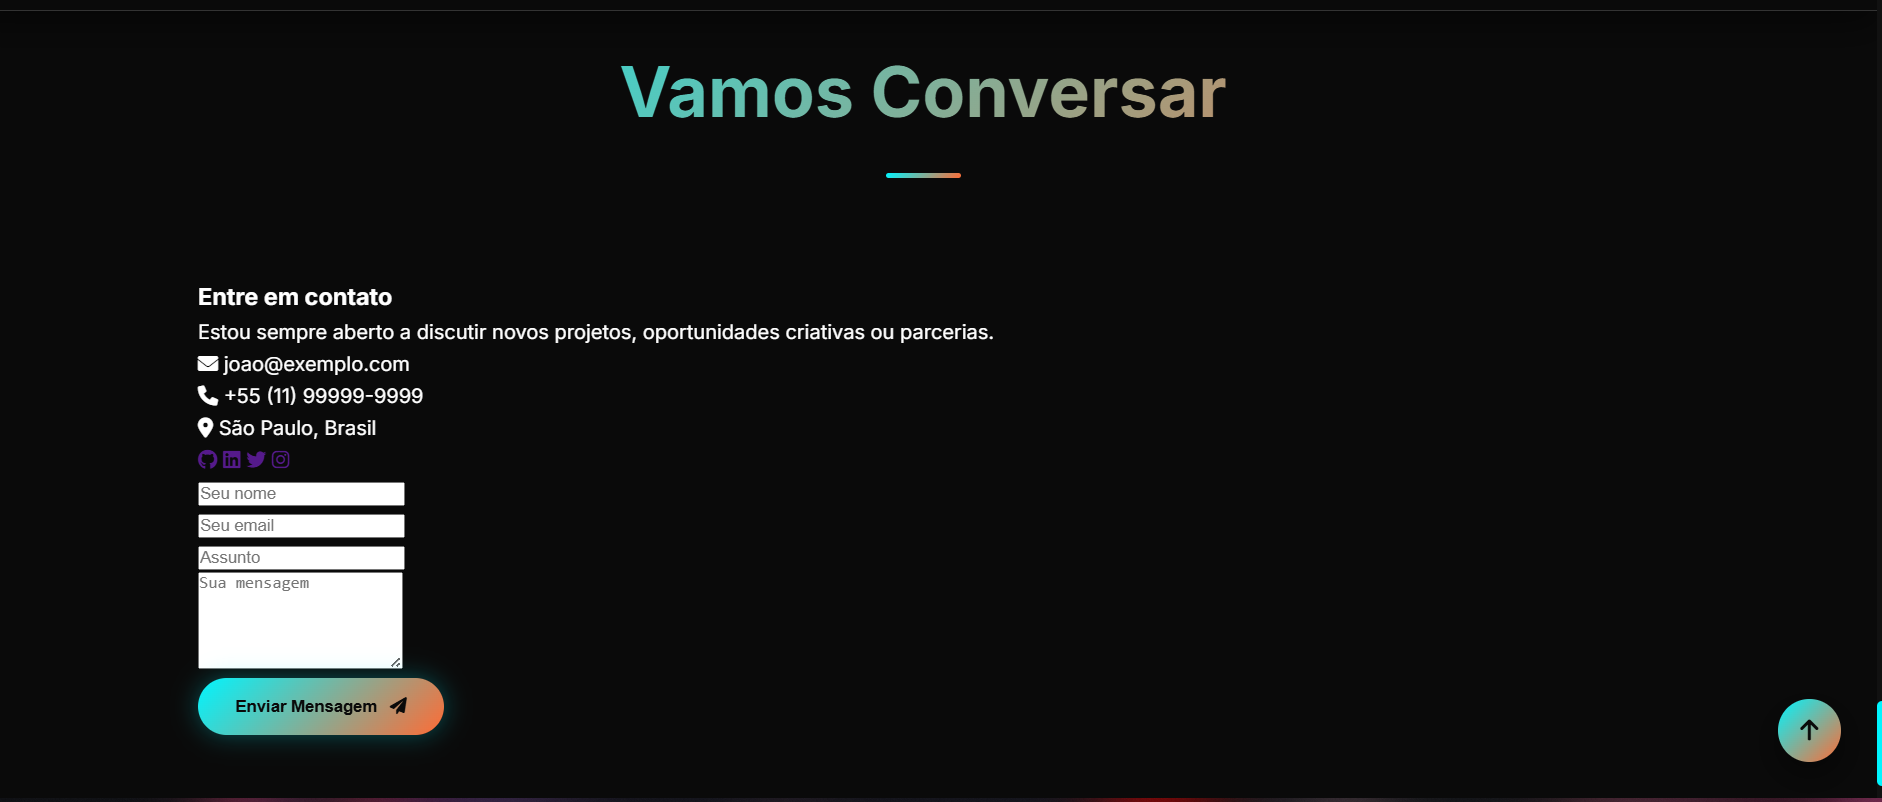 Vamos Conversar
Entre em contato
Estou sempre aberto a discutir novos projetos, oportunidades criativas ou parcerias.
joao@exemplo.com
+55 (11) 99999-9999
São Paulo, Brasil
Seu nome
Seu email
Assunto
Sua mensagem
Enviar Mensagem